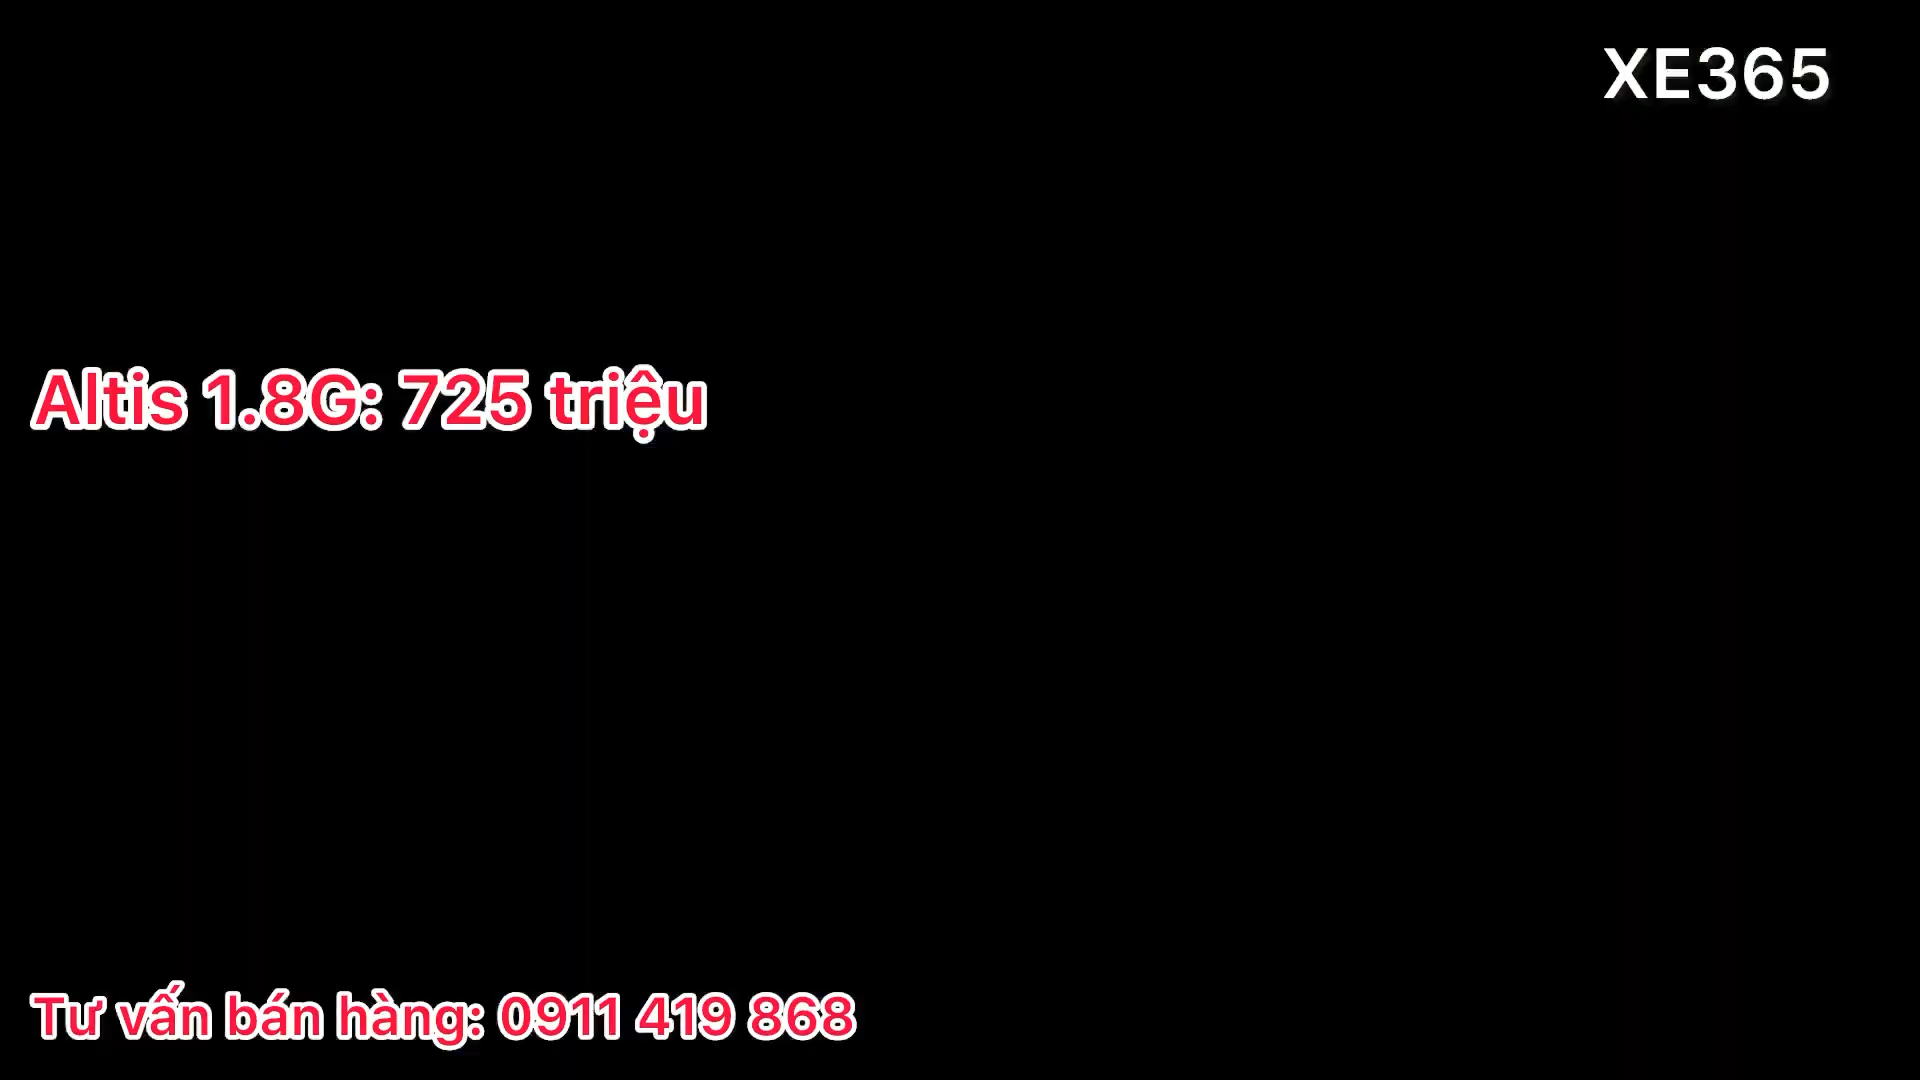 XE365
Altis 1.8G: 725 triệu
Tư vấn bán hàng: 0911 419 868